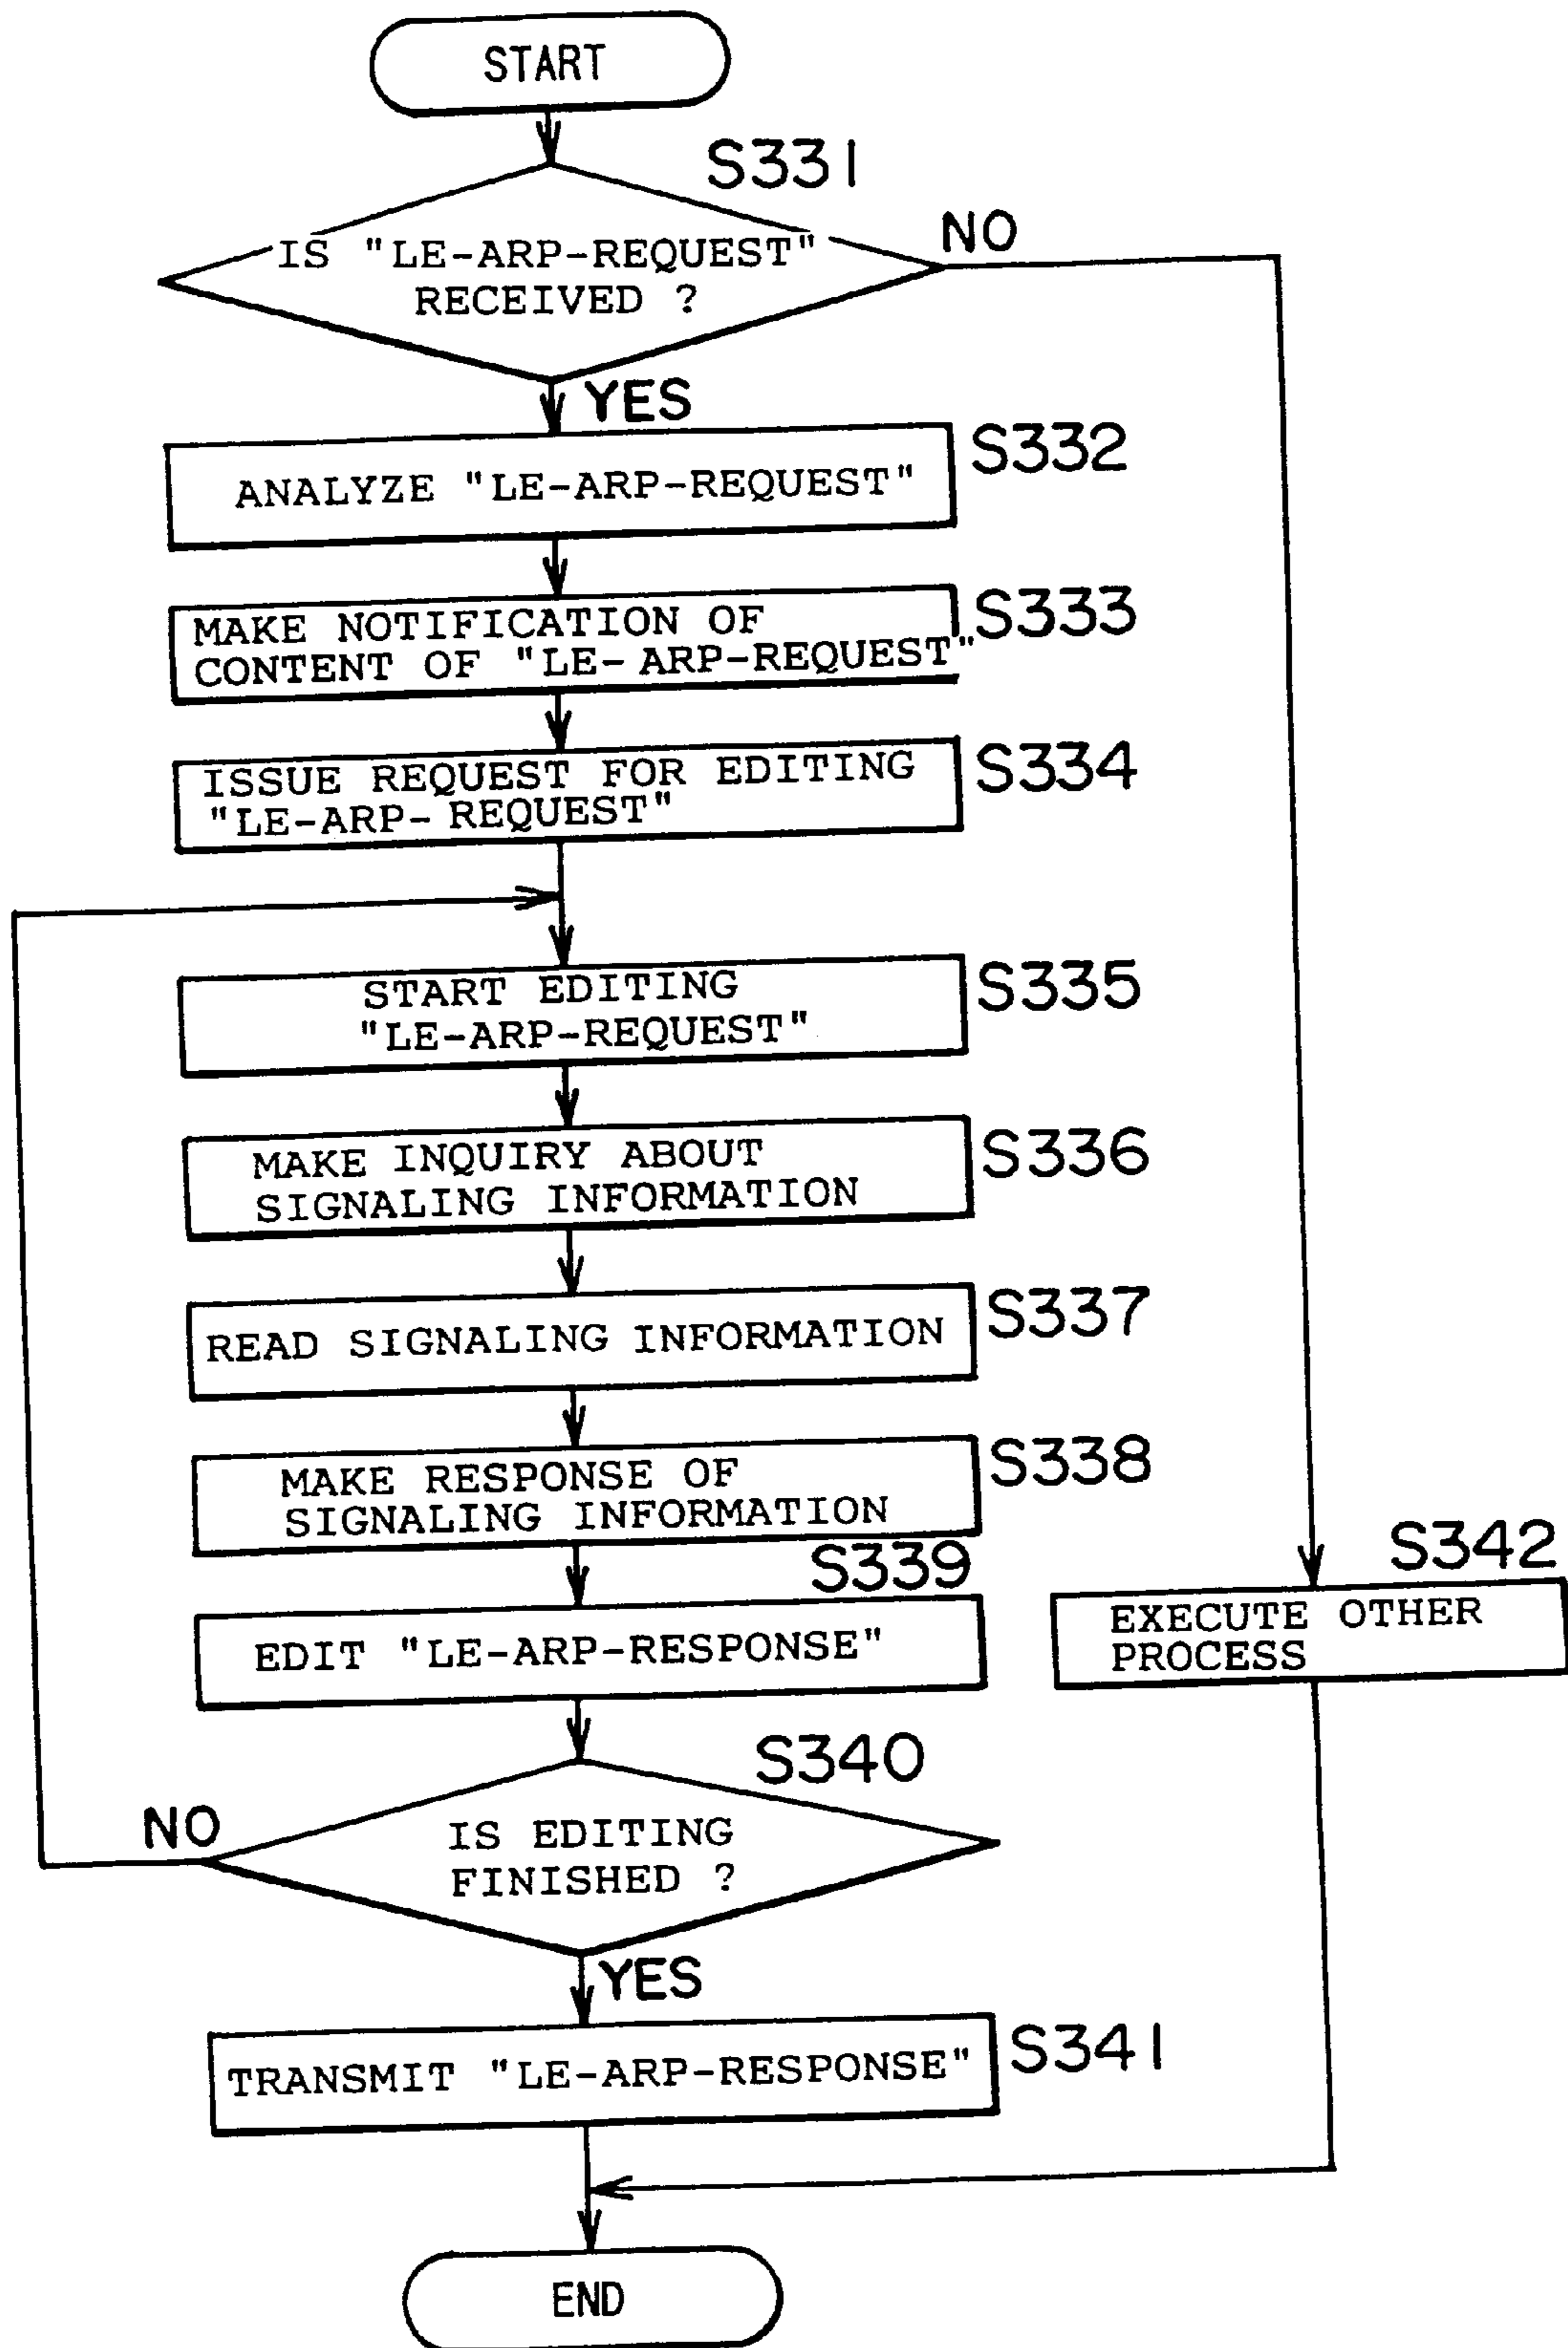 START
S331
IS "LE-ARP-REQUEST"
RECEIVED ?
NO
YES
S332
ANALYZE "LE-ARP-REQUEST"
S333
MAKE NOTIFICATION OF
CONTENT OF "LE-ARP-REQUEST"
S334
ISSUE REQUEST FOR EDITING
"LE-ARP-REQUEST"
S335
START EDITING
"LE-ARP-REQUEST"
S336
MAKE INQUIRY ABOUT
SIGNALING INFORMATION
S337
READ SIGNALING INFORMATION
S338
MAKE RESPONSE OF
SIGNALING INFORMATION
S339
EDIT "LE-ARP-RESPONSE"
S342
EXECUTE OTHER
PROCESS
S340
NO
IS EDITING
FINISHED ?
YES
S341
TRANSMIT "LE-ARP-RESPONSE"
END